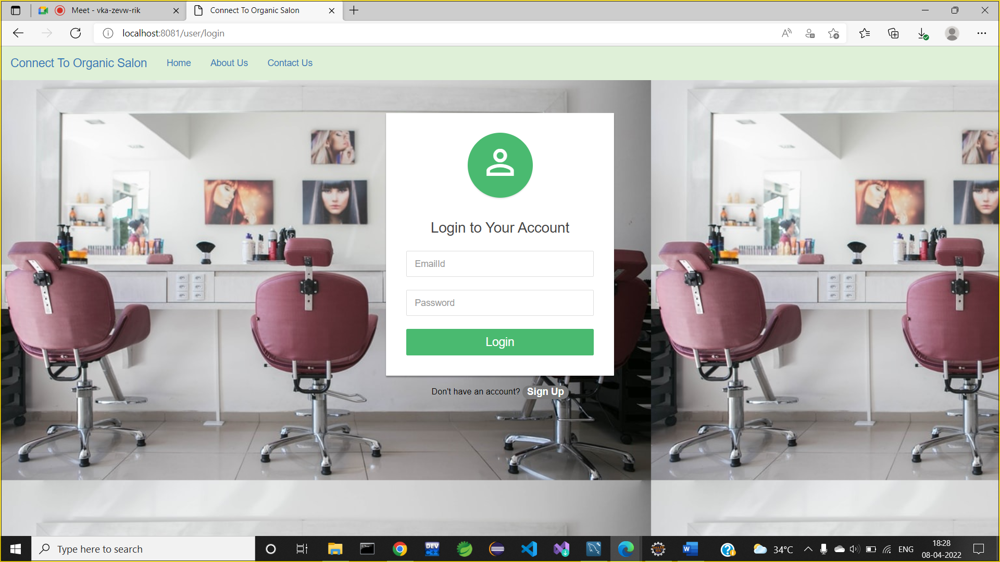 Meet - vka-zevw-rik
Connect To Organic Salon
localhost:8081/user/login
Connect To Organic Salon
Home
About Us
Contact Us
Login to Your Account
EmailId
Password
Login
Don't have an account? Sign Up
Type here to search
DEV
C++
34°C
ENG
18:28
08-04-2022